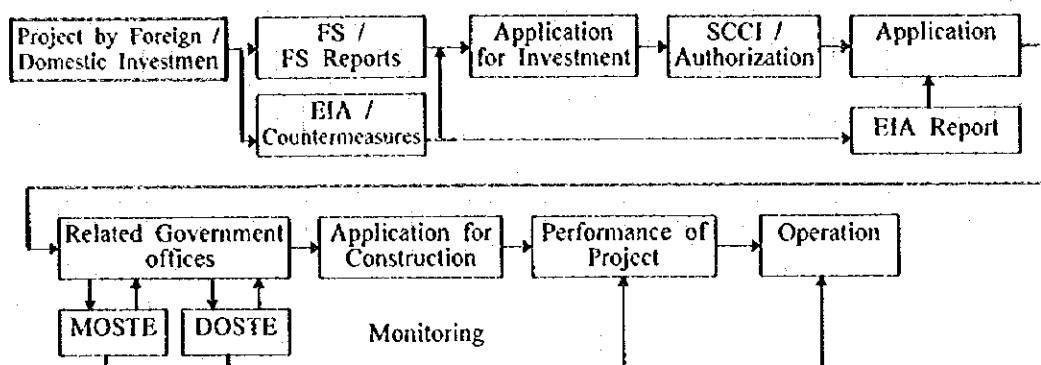 Project by Foreign /
Domestic Investmen
FS /
FS Reports
EIA /
Countermeasures
Application
for Investment
SCCI /
Authorization
Application
EIA Report
Related Government
offices
Application for
Construction
Performance of
Project
Operation
MOSTE
DOSTE
Monitoring